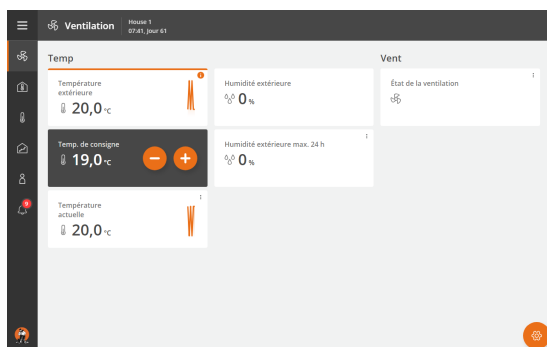 Ventilation
House 1
07:41, Jour 61
Temp
Vent
Température
extérieure
20,0 °C
Humidité extérieure
0 %
État de la ventilation
Temp. de consigne
19,0 °C
Humidité extérieure max. 24 h
0 %
Température
actuelle
20,0 °C
9